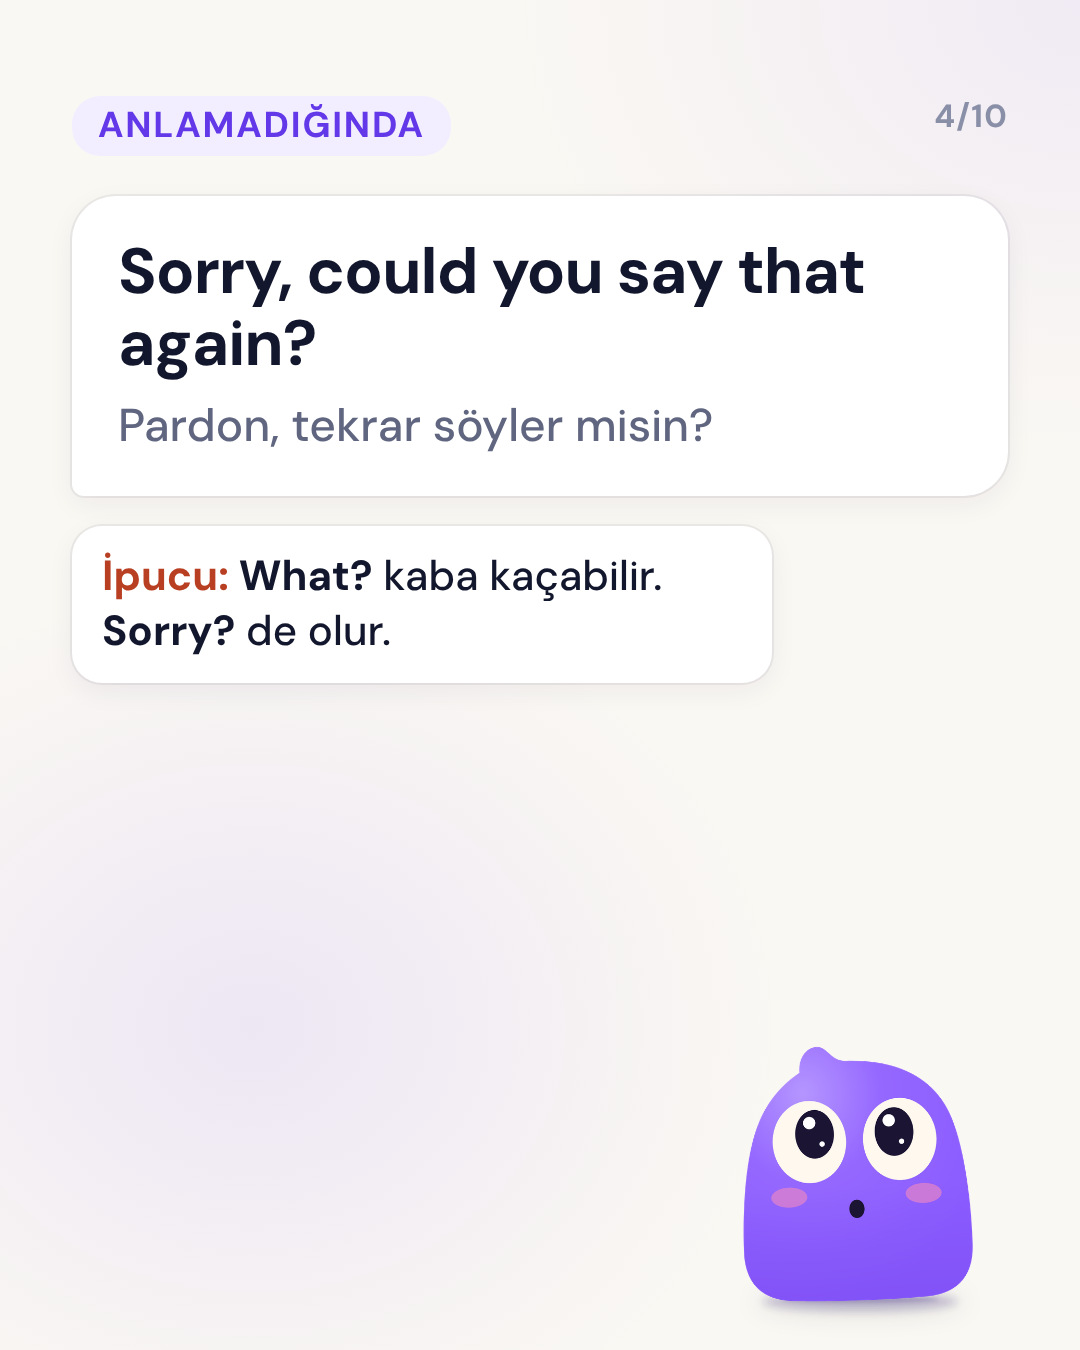 ANLAMADIĞINDA
4/10
Sorry, could you say that
again?
Pardon, tekrar söyler misin?
İpucu: What? kaba kaçabilir.
Sorry? de olur.